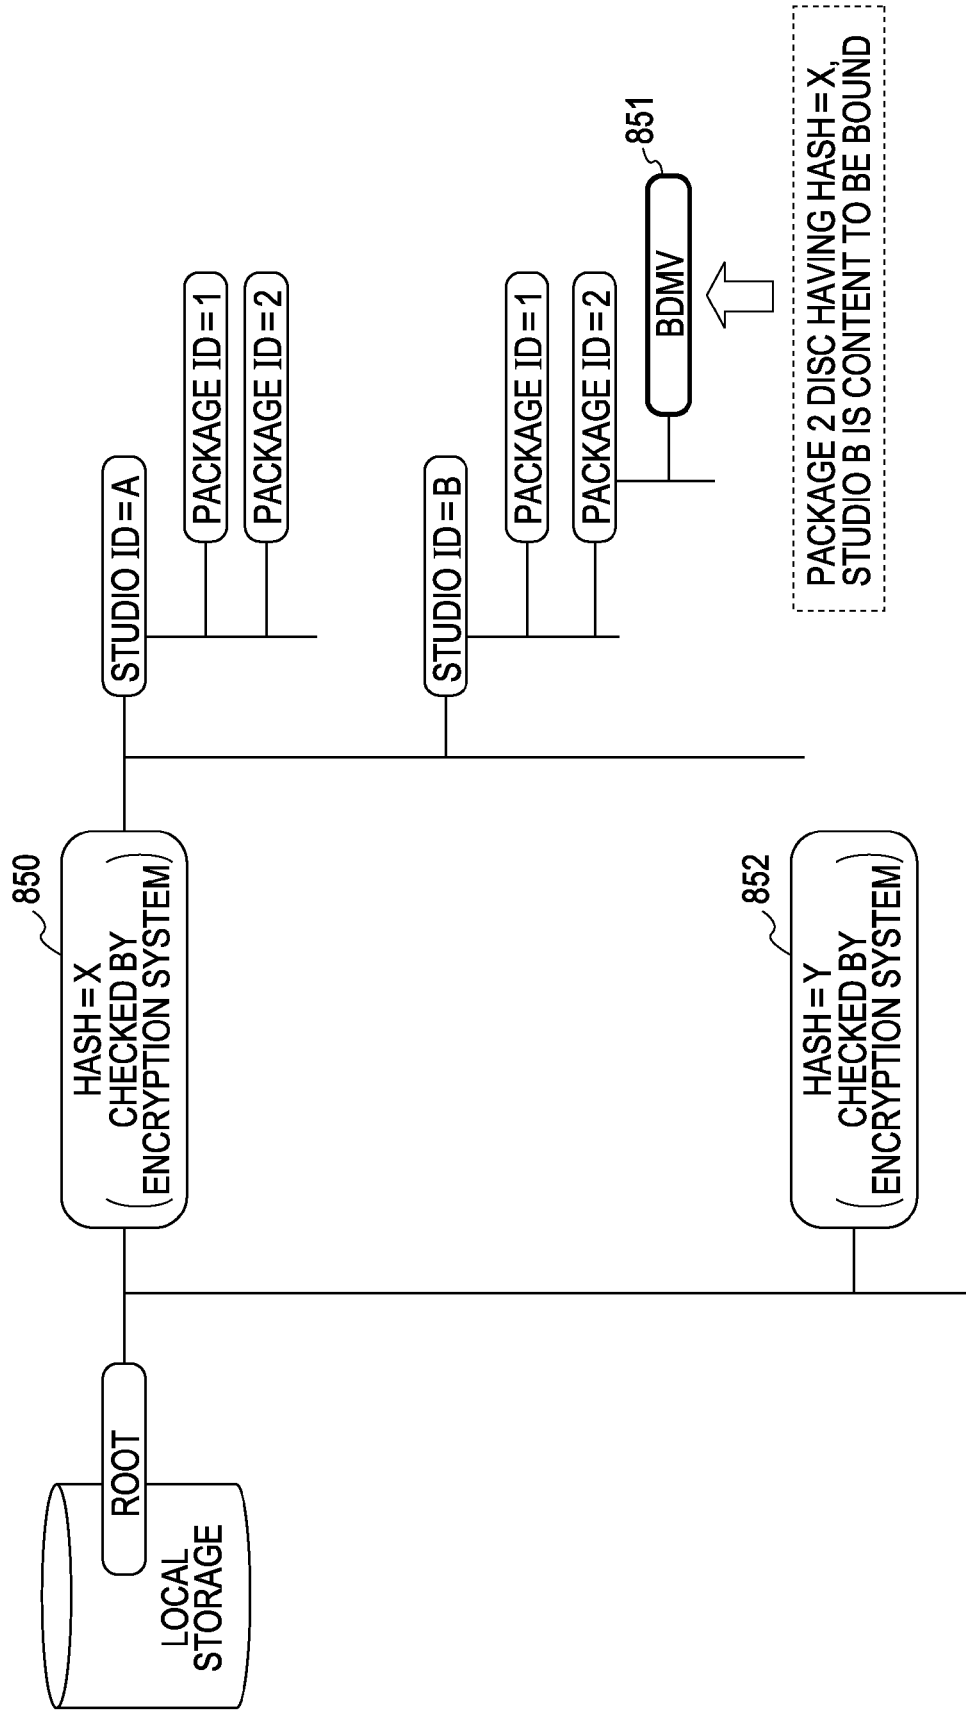 LOCAL
STORAGE
ROOT
850
HASH=X
CHECKED BY
(ENCRYPTION SYSTEM)
STUDIO ID=A
PACKAGE ID=1
PACKAGE ID=2
STUDIO ID=B
PACKAGE ID=1
PACKAGE ID=2
851
BDMV
852
HASH=Y
CHECKED BY
(ENCRYPTION SYSTEM)
PACKAGE 2 DISC HAVING HASH=X,
STUDIO B IS CONTENT TO BE BOUND